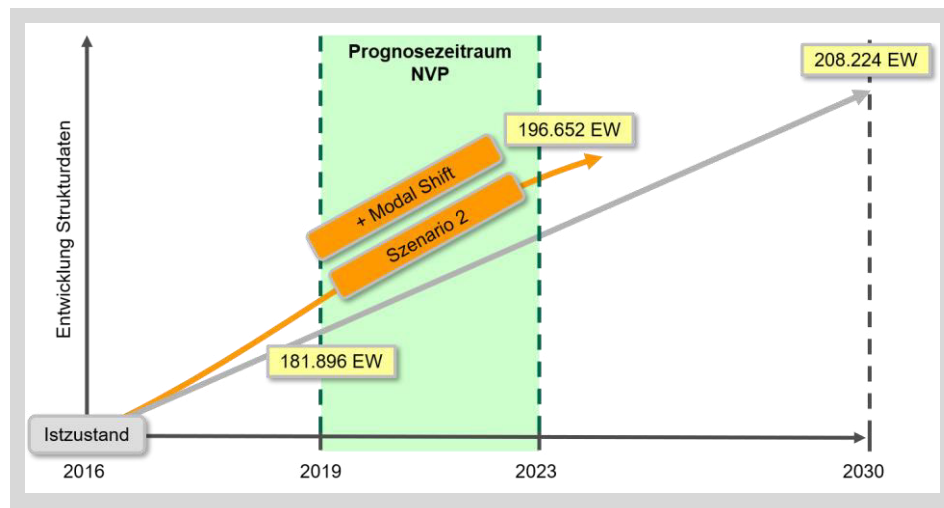 Prognosezeitraum
NVP
208.224 EW
196.652 EW
+ Modal Shift
Szenario 2
Entwicklung Strukturdaten
181.896 EW
Istzustand
2016
2019
2023
2030